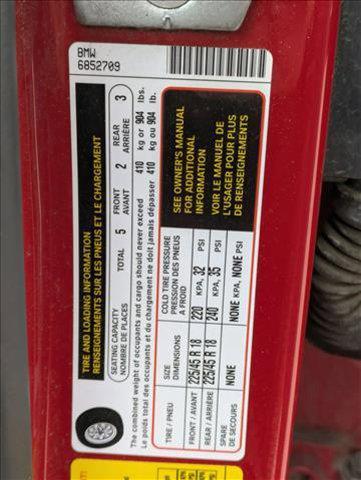 BMW
6852709
TIRE AND LOADING INFORMATION
RENSEIGNEMENTS SUR LES PNEUS ET LE CHARGEMENT
SEATING CAPACITY TOTAL 5 FRONT 2 REAR 3
NOMBRE DE PLACES AVANT ARRIÈRE
The combined weight of occupants and cargo should never exceed 410 kg or 904 lbs.
Le poids total des occupants et du chargement ne doit jamais dépasser 410 kg ou 904 lb.
TIRE / PNEU SIZE COLD TIRE PRESSURE
DIMENSIONS PRESSION DES PNEUS
A FROID
FRONT / AVANT 225/45 R 18 220 KPA, 32 PSI
REAR / ARRIÈRE 225/45 R 18 240 KPA, 35 PSI
SPARE NONE NONE KPA, NONE PSI
DE SECOURS
SEE OWNER'S MANUAL
FOR ADDITIONAL
INFORMATION
VOIR LE MANUEL DE
L'USAGER POUR PLUS
DE RENSEIGNEMENTS